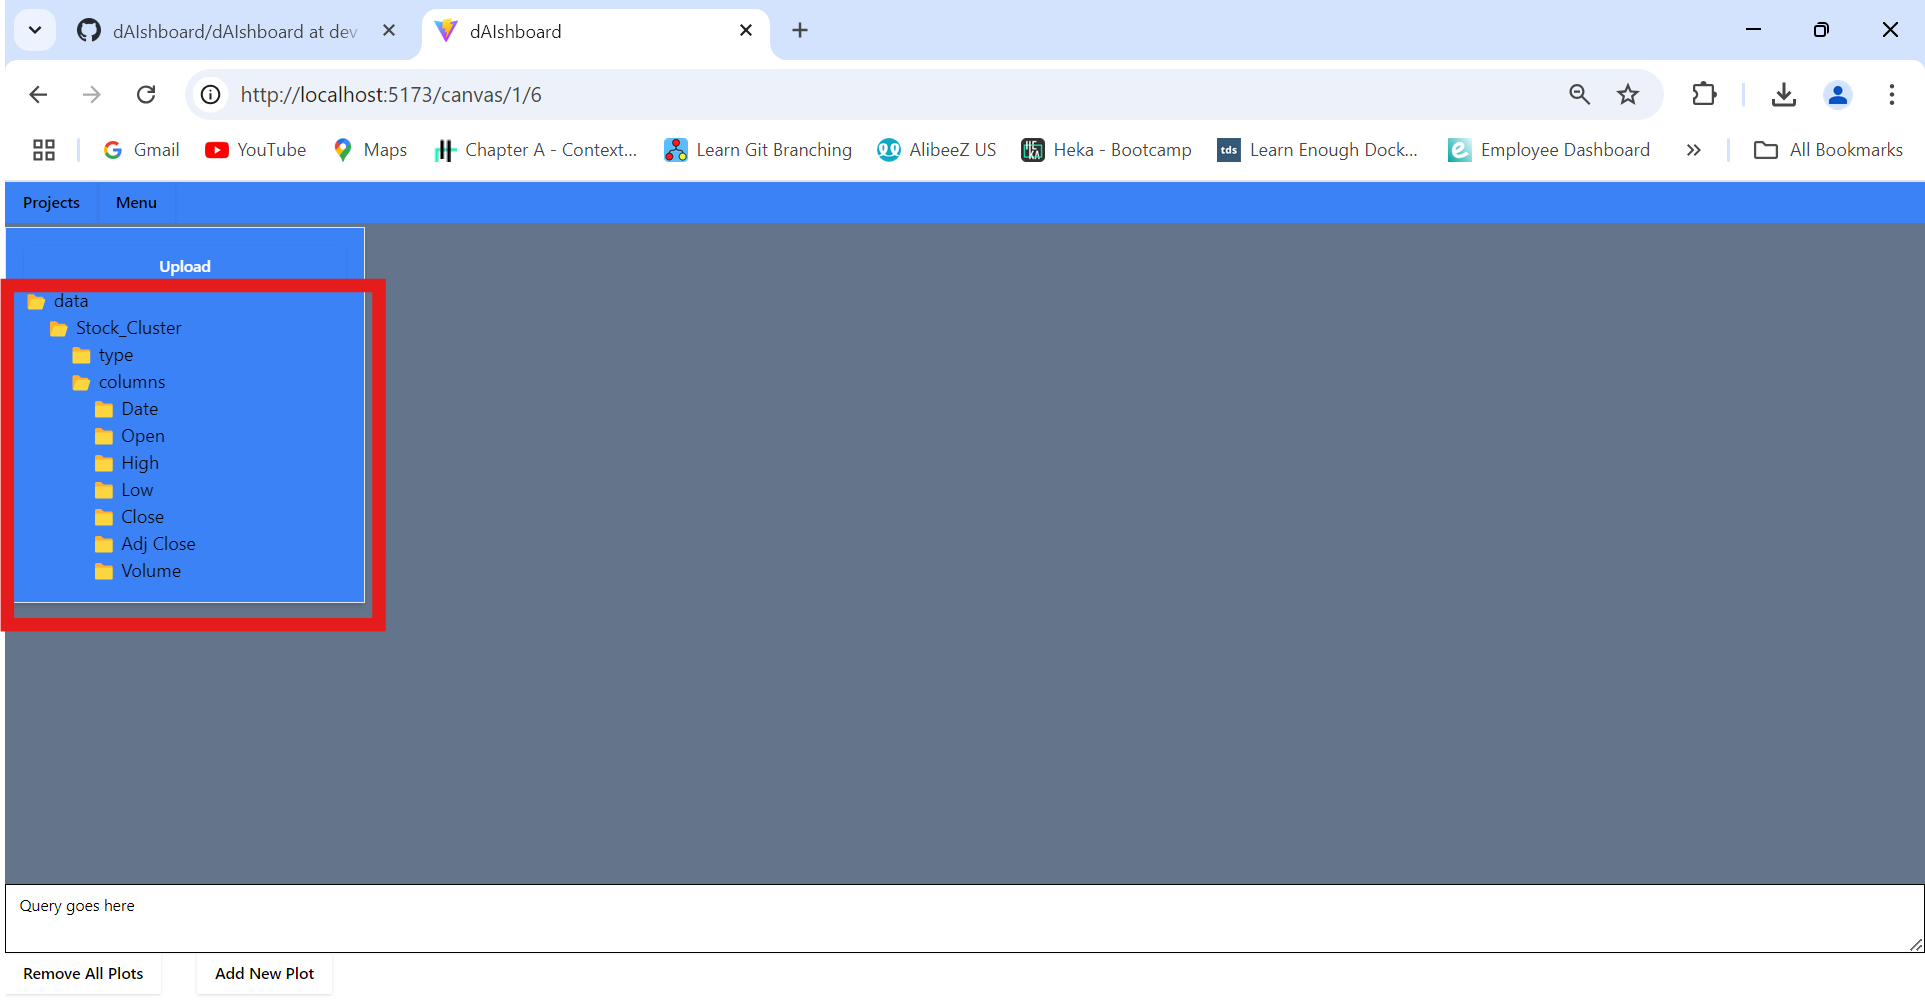 dAIshboard/dAIshboard at dev
dAIshboard
http://localhost:5173/canvas/1/6
Gmail YouTube Maps Chapter A - Context... Learn Git Branching AlibeeZ US HEKA Heka - Bootcamp tds Learn Enough Dock... Employee Dashboard All Bookmarks
Projects Menu
Upload
data
Stock_Cluster
type
columns
Date
Open
High
Low
Close
Adj Close
Volume
Query goes here
Remove All Plots Add New Plot